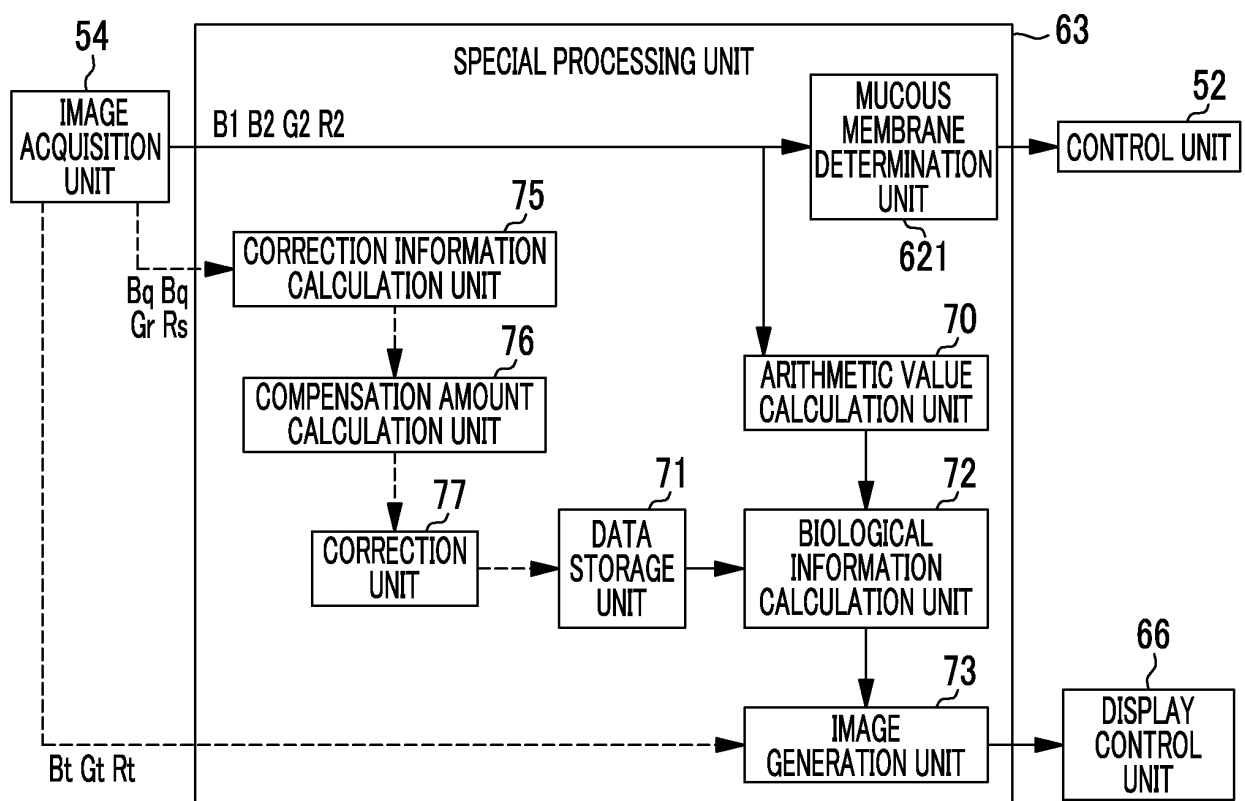 54
63
SPECIAL PROCESSING UNIT
IMAGE
ACQUISITION
UNIT
B1 B2 G2 R2
MUCOUS
MEMBRANE
DETERMINATION
UNIT
621
52
CONTROL UNIT
75
CORRECTION INFORMATION
CALCULATION UNIT
Bq Bq
Gr Rs
76
COMPENSATION AMOUNT
CALCULATION UNIT
70
ARITHMETIC VALUE
CALCULATION UNIT
77
CORRECTION
UNIT
71
DATA
STORAGE
UNIT
72
BIOLOGICAL
INFORMATION
CALCULATION UNIT
73
IMAGE
GENERATION UNIT
66
DISPLAY
CONTROL
UNIT
Bt Gt Rt